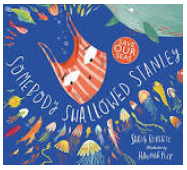 SAVE
OUR
SEAS
SOMEBODY SWALLOWED STANLEY
SARAH ROBERTS
Illustrated by
HANNAH PECK